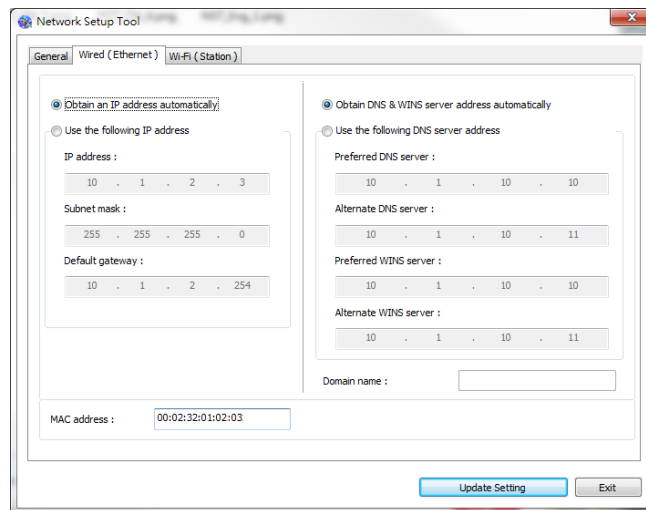 Network Setup Tool
General
Wired ( Ethernet )
Wi-Fi ( Station )
Obtain an IP address automatically
Use the following IP address
IP address :
10 . 1 . 2 . 3
Subnet mask :
255 . 255 . 255 . 0
Default gateway :
10 . 1 . 2 . 254
Obtain DNS & WINS server address automatically
Use the following DNS server address
Preferred DNS server :
10 . 1 . 10 . 10
Alternate DNS server :
10 . 1 . 10 . 11
Preferred WINS server :
10 . 1 . 10 . 10
Alternate WINS server :
10 . 1 . 10 . 11
Domain name :
MAC address :
00:02:32:01:02:03
Update Setting
Exit